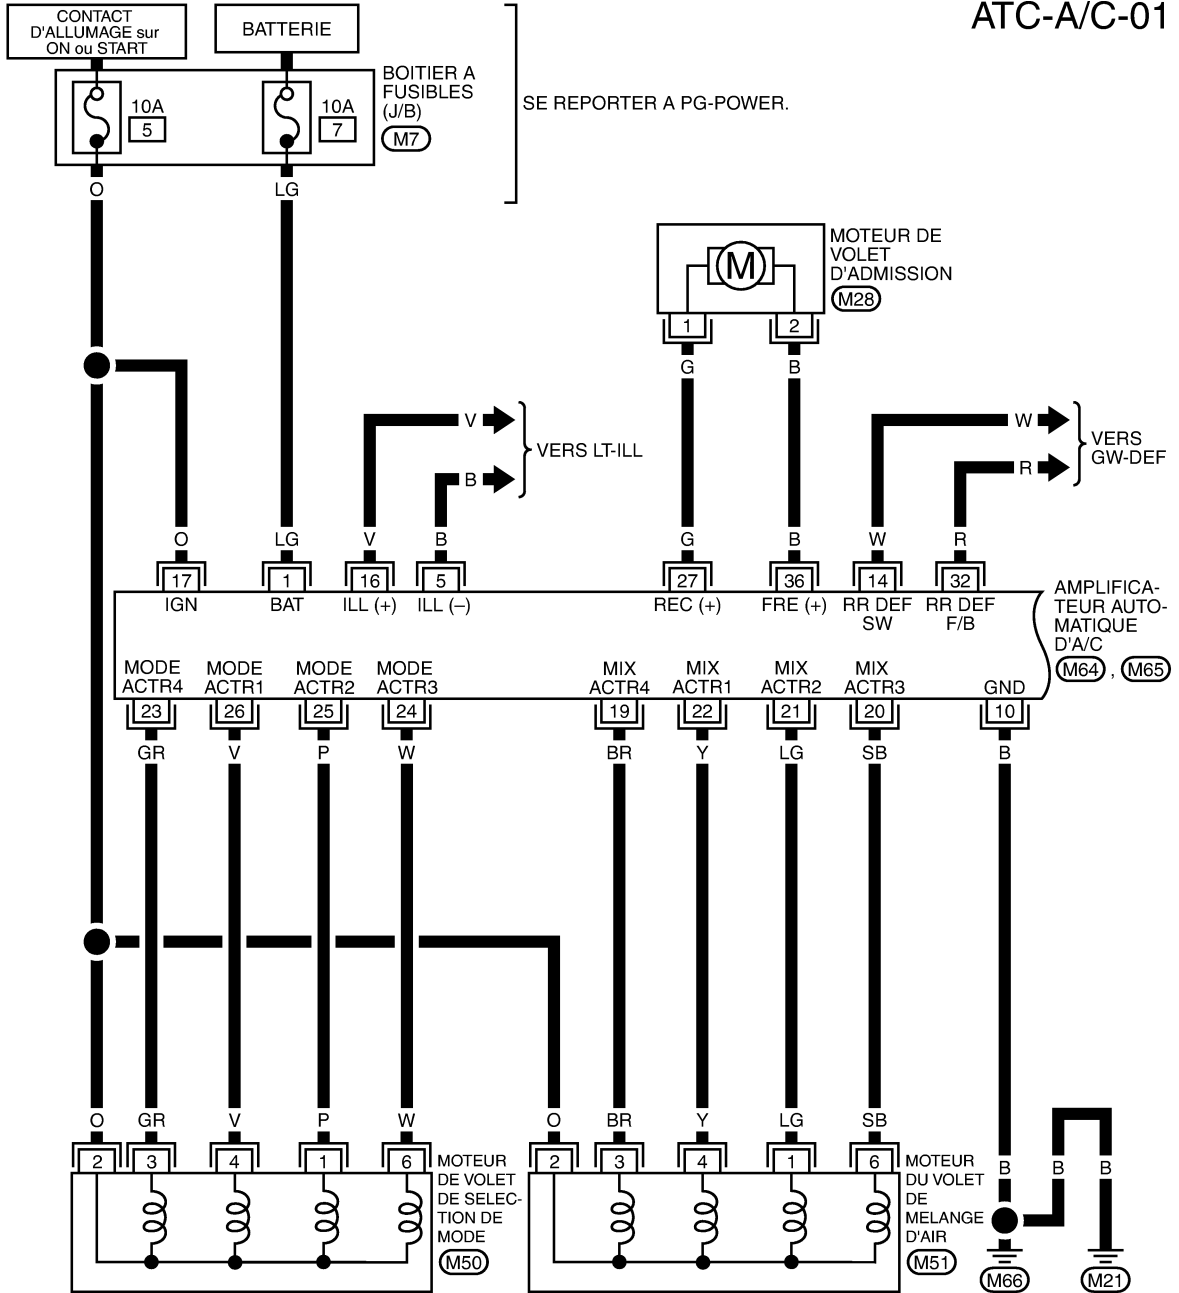 ATC-A/C-01
CONTACT
D'ALLUMAGE sur
ON ou START
BATTERIE
10A
5
10A
7
BOITIER A
FUSIBLES
(J/B)
M7
SE REPORTER A PG-POWER.
O
LG
MOTEUR DE
VOLET
D'ADMISSION
M28
M
1
2
G
B
V
B
VERS LT-ILL
W
R
VERS
GW-DEF
O
LG
V
B
G
B
W
R
17
1
16
5
27
36
14
32
IGN
BAT
ILL (+)
ILL (–)
REC (+)
FRE (+)
RR DEF
SW
RR DEF
F/B
AMPLIFICA-
TEUR AUTO-
MATIQUE
D'A/C
M64 , M65
MODE
ACTR4
MODE
ACTR1
MODE
ACTR2
MODE
ACTR3
MIX
ACTR4
MIX
ACTR1
MIX
ACTR2
MIX
ACTR3
GND
23
26
25
24
19
22
21
20
10
GR
V
P
W
BR
Y
LG
SB
B
O
GR
V
P
W
O
BR
Y
LG
SB
2
3
4
1
6
MOTEUR
DE VOLET
DE SELEC-
TION DE
MODE
M50
2
3
4
1
6
MOTEUR
DU VOLET
DE
MELANGE
D'AIR
M51
B
B
B
M66
M21